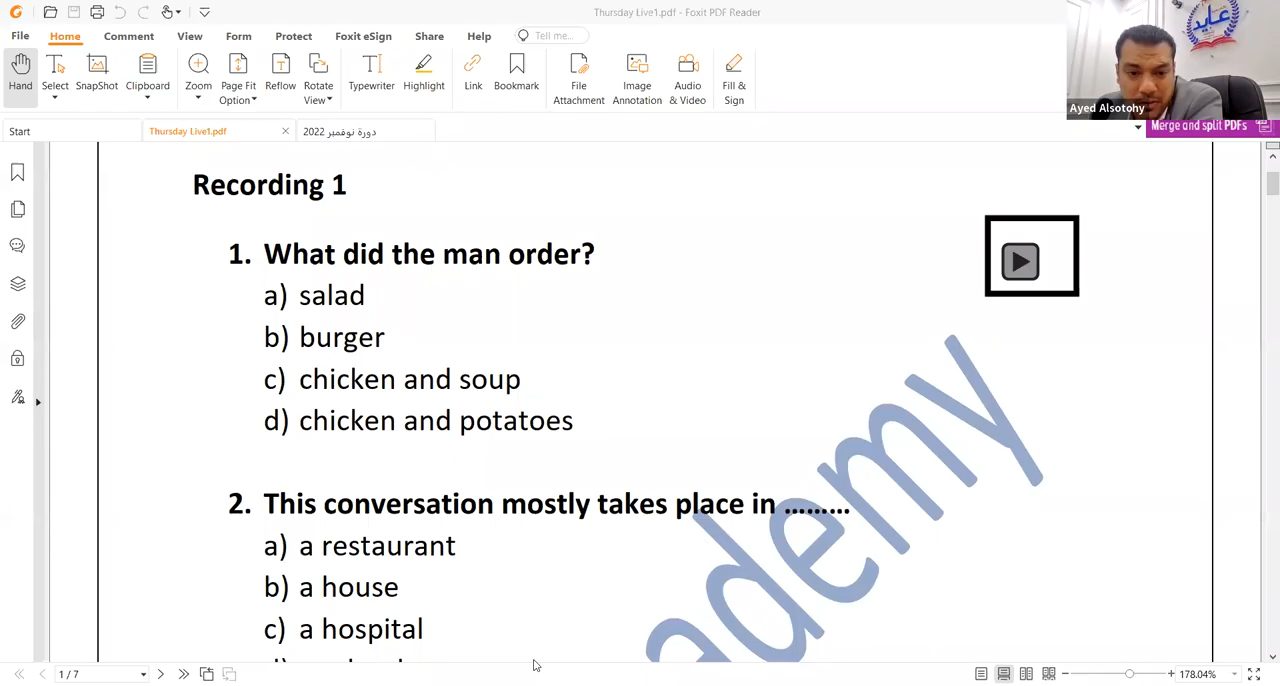 Thursday Live1.pdf - Foxit PDF Reader
File Home Comment View Form Protect Foxit eSign Share Help Tell me...
Hand Select SnapShot Clipboard Zoom Page Fit Option Reflow Rotate View Typewriter Highlight Link Bookmark File Attachment Image Annotation Audio & Video Fill & Sign
عايد
Ayed Alsotohy
Start Thursday Live1.pdf دورة نوفمبر 2022
Merge and split PDFs
Recording 1
1. What did the man order?
a) salad
b) burger
c) chicken and soup
d) chicken and potatoes
2. This conversation mostly takes place in .........
a) a restaurant
b) a house
c) a hospital
ademy
1 / 7
178.04%